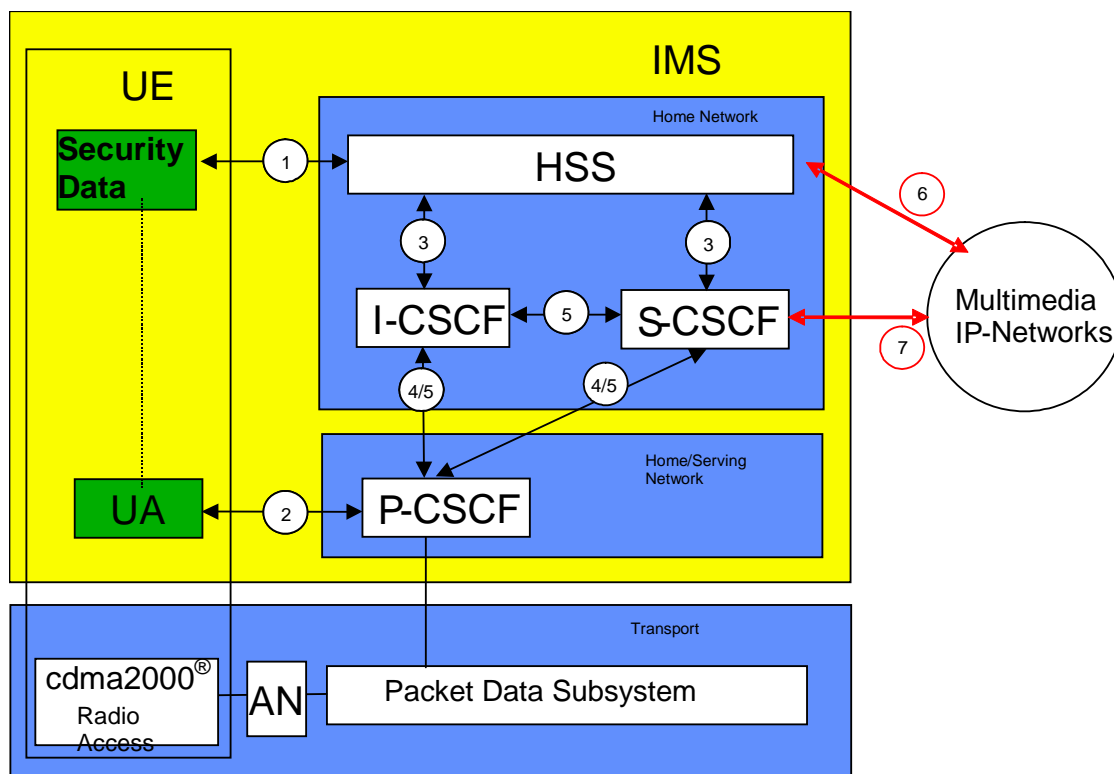 UE
IMS
Home Network
Security
Data
1
HSS
6
3
3
Multimedia
IP-Networks
I-CSCF
5
S-CSCF
7
4/5
4/5
Home/Serving
Network
UA
2
P-CSCF
Transport
cdma2000®
Radio
Access
AN
Packet Data Subsystem